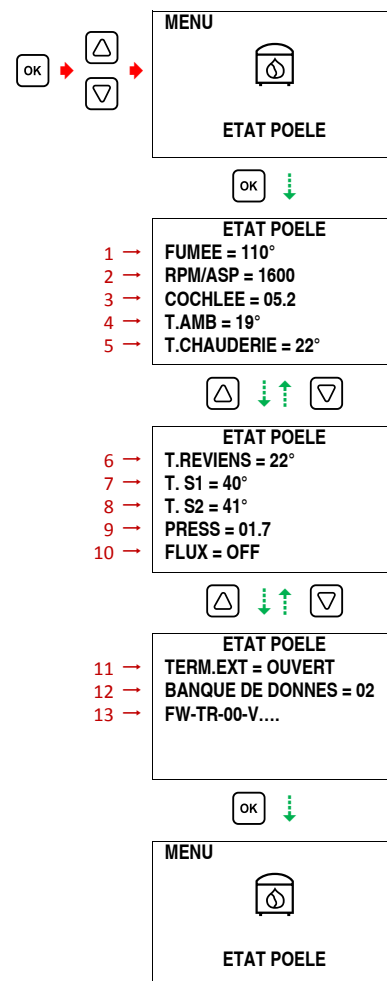 MENU
OK
ETAT POELE
OK
ETAT POELE
1 → FUMEE = 110°
2 → RPM/ASP = 1600
3 → COCHLEE = 05.2
4 → T.AMB = 19°
5 → T.CHAUDERIE = 22°
ETAT POELE
6 → T.REVIENS = 22°
7 → T. S1 = 40°
8 → T. S2 = 41°
9 → PRESS = 01.7
10 → FLUX = OFF
ETAT POELE
11 → TERM.EXT = OUVERT
12 → BANQUE DE DONNES = 02
13 → FW-TR-00-V....
OK
MENU
ETAT POELE